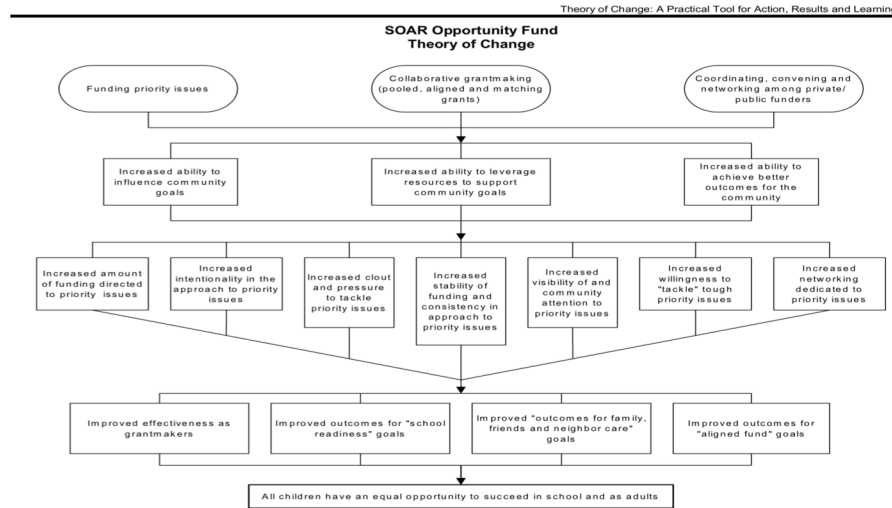 Theory of Change: A Practical Tool for Action, Results and Learning
SOAR Opportunity Fund
Theory of Change
Funding priority issues
Collaborative grantmaking
(pooled, aligned and matching
grants)
Coordinating, convening and
networking among private/
public funders
Increased ability to
influence community
goals
Increased ability to leverage
resources to support
community goals
Increased ability to
achieve better
outcomes for the
community
Increased amount
of funding directed
to priority issues
Increased
intentionality in the
approach to priority
issues
Increased clout
and pressure to
tackle
priority issues
Increased
stability of
funding and
consistency in
approach to
priority issues
Increased
visibility of and
community
attention to
priority issues
Increased
willingness to
"tackle" tough
priority issues
Increased
networking
dedicated to
priority issues
Improved effectiveness as
grantmakers
Improved outcomes for "school
readiness" goals
Improved "outcomes for family,
friends and neighbor care"
goals
Improved outcomes for
"aligned fund" goals
All children have an equal opportunity to succeed in school and as adults